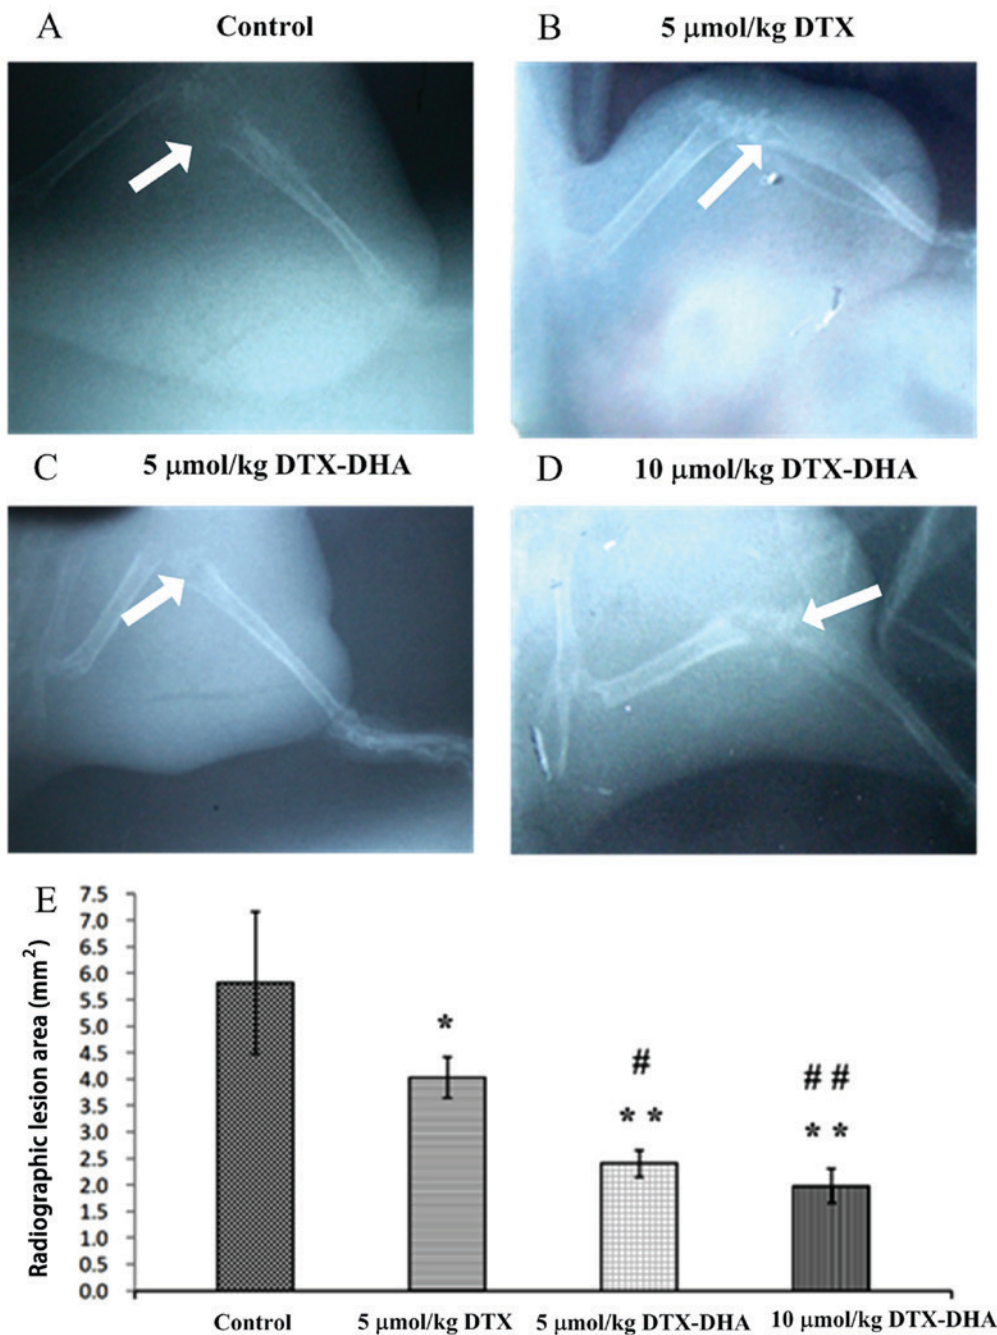 A Control
B 5 μmol/kg DTX
C 5 μmol/kg DTX-DHA
D 10 μmol/kg DTX-DHA
E
Radiographic lesion area (mm²)
7.5
7.0
6.5
6.0
5.5
5.0
4.5
4.0
3.5
3.0
2.5
2.0
1.5
1.0
0.5
0.0
*
#
* *
# #
* *
Control
5 μmol/kg DTX
5 μmol/kg DTX-DHA
10 μmol/kg DTX-DHA